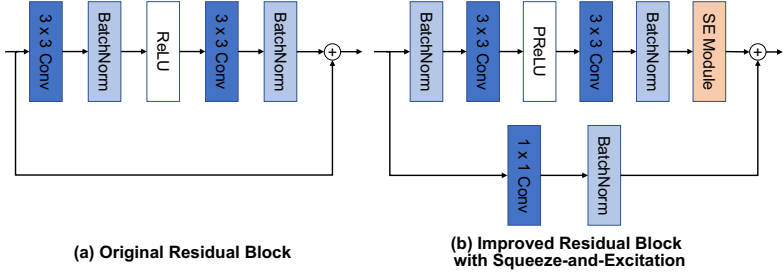 3 x 3 Conv
BatchNorm
ReLU
3 x 3 Conv
BatchNorm
+
(a) Original Residual Block
BatchNorm
3 x 3 Conv
PReLU
3 x 3 Conv
BatchNorm
SE Module
+
1 x 1 Conv
BatchNorm
(b) Improved Residual Block
with Squeeze-and-Excitation